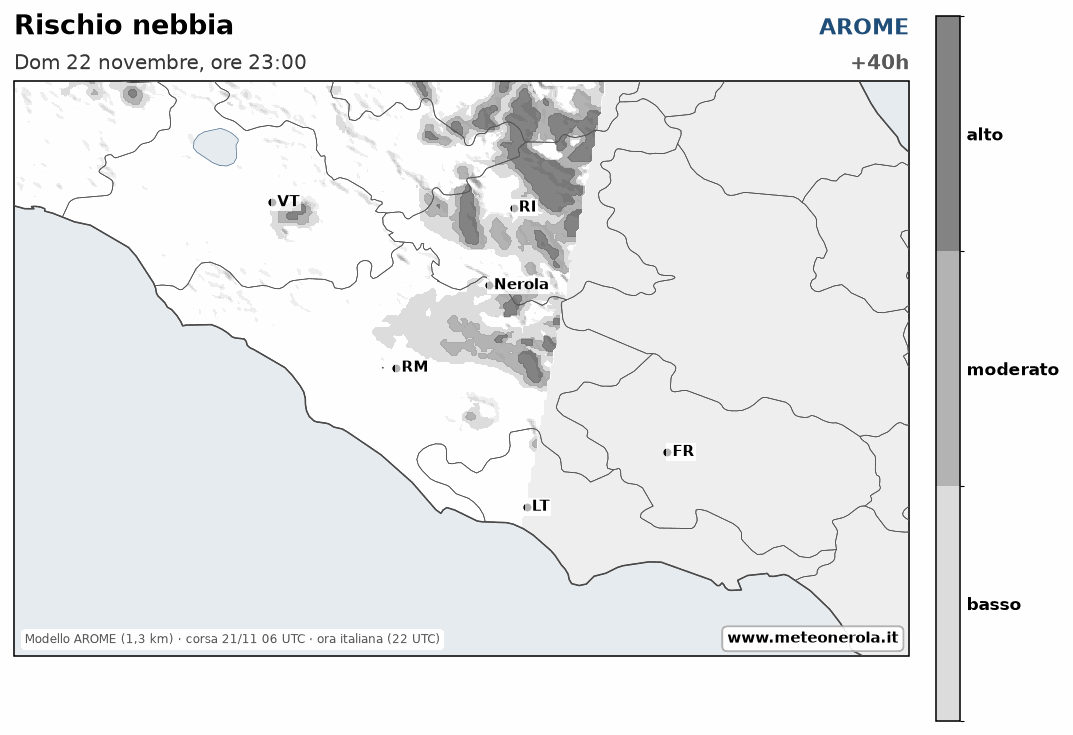 Rischio nebbia
AROME
Dom 22 novembre, ore 23:00
+40h
alto
VT
RI
Nerola
moderato
RM
FR
LT
basso
Modello AROME (1,3 km) · corsa 21/11 06 UTC · ora italiana (22 UTC)
www.meteonerola.it